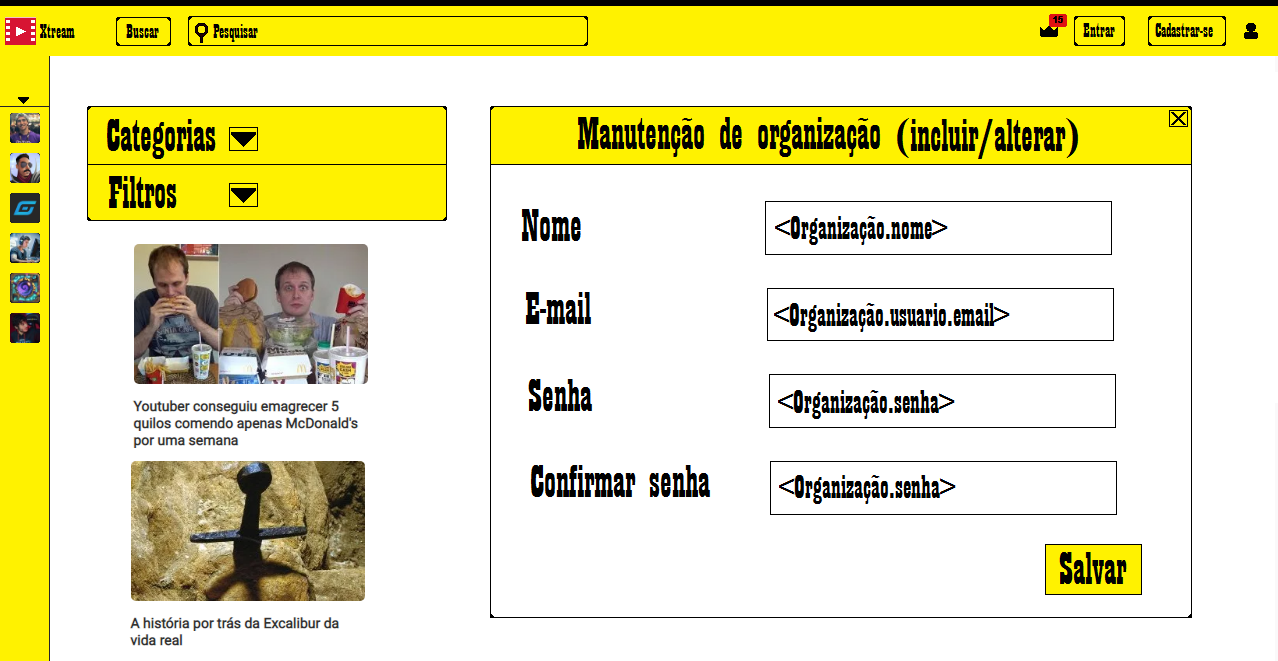 Xtream
Buscar
Pesquisar
15
Entrar
Cadastrar-se
Categorias
Filtros
Youtuber conseguiu emagrecer 5
quilos comendo apenas McDonald's
por uma semana
A história por trás da Excalibur da
vida real
Manutenção de organização (incluir/alterar)
Nome
<Organização.nome>
E-mail
<Organização.usuario.email>
Senha
<Organização.senha>
Confirmar senha
<Organização.senha>
Salvar